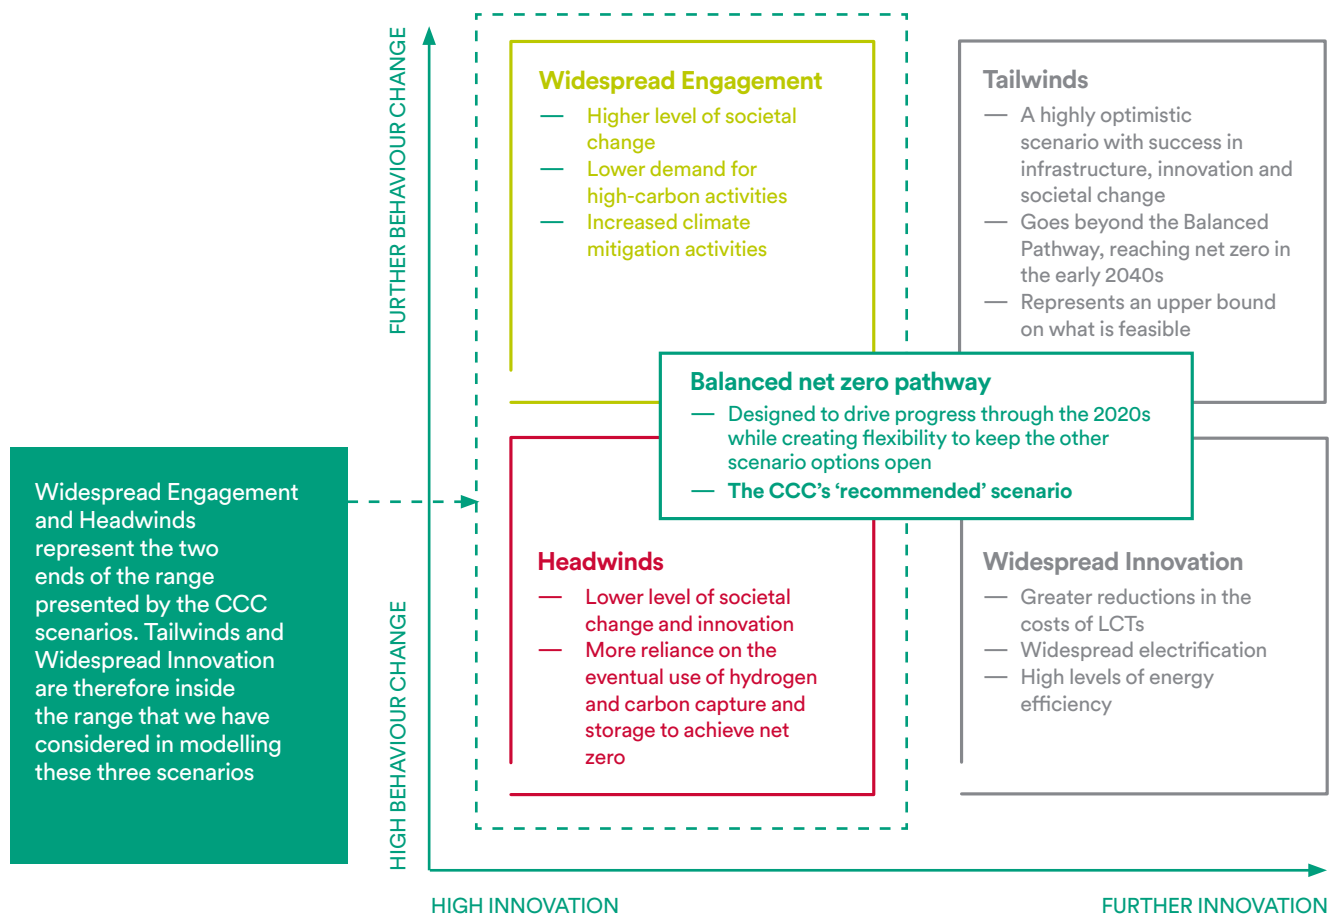 FURTHER BEHAVIOUR CHANGE
Widespread Engagement
— Higher level of societal
change
— Lower demand for
high-carbon activities
— Increased climate
mitigation activities
Tailwinds
— A highly optimistic
scenario with success in
infrastructure, innovation and
societal change
— Goes beyond the Balanced
Pathway, reaching net zero in
the early 2040s
— Represents an upper bound
on what is feasible
Balanced net zero pathway
— Designed to drive progress through the 2020s
while creating flexibility to keep the other
scenario options open
— The CCC’s ‘recommended’ scenario
Widespread Engagement
and Headwinds
represent the two
ends of the range
presented by the CCC
scenarios. Tailwinds and
Widespread Innovation
are therefore inside
the range that we have
considered in modelling
these three scenarios
HIGH BEHAVIOUR CHANGE
Headwinds
— Lower level of societal
change and innovation
— More reliance on the
eventual use of hydrogen
and carbon capture and
storage to achieve net
zero
Widespread Innovation
— Greater reductions in the
costs of LCTs
— Widespread electrification
— High levels of energy
efficiency
HIGH INNOVATION
FURTHER INNOVATION